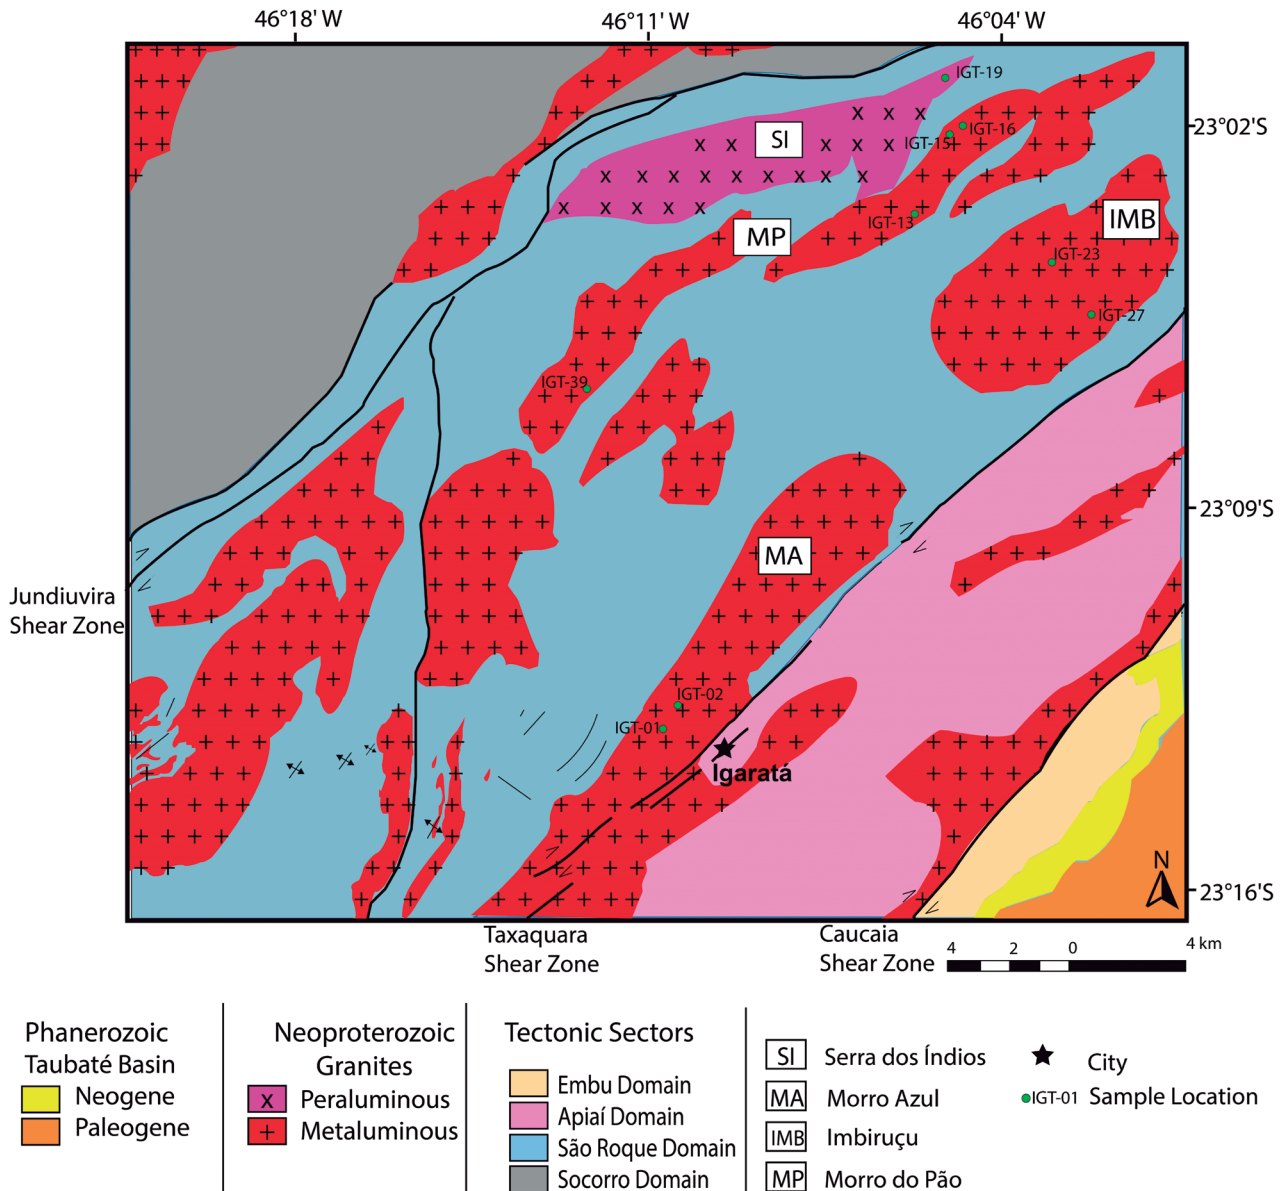 46°18' W
46°11' W
46°04' W
IGT-19
23°02'S
IGT-16
SI
IGT-15
IGT-13
IMB
MP
IGT-23
IGT-27
IGT-39
23°09'S
MA
Jundiuvira
Shear Zone
IGT-02
IGT-01
Igaratá
N
23°16'S
Taxaquara
Shear Zone
Caucaia
Shear Zone
4 2 0 4 km
Phanerozoic
Taubaté Basin
Neogene
Paleogene
Neoproterozoic
Granites
x Peraluminous
+ Metaluminous
Tectonic Sectors
Embu Domain
Apiaí Domain
São Roque Domain
Socorro Domain
SI Serra dos Índios
MA Morro Azul
IMB Imbiruçu
MP Morro do Pão
City
IGT-01 Sample Location